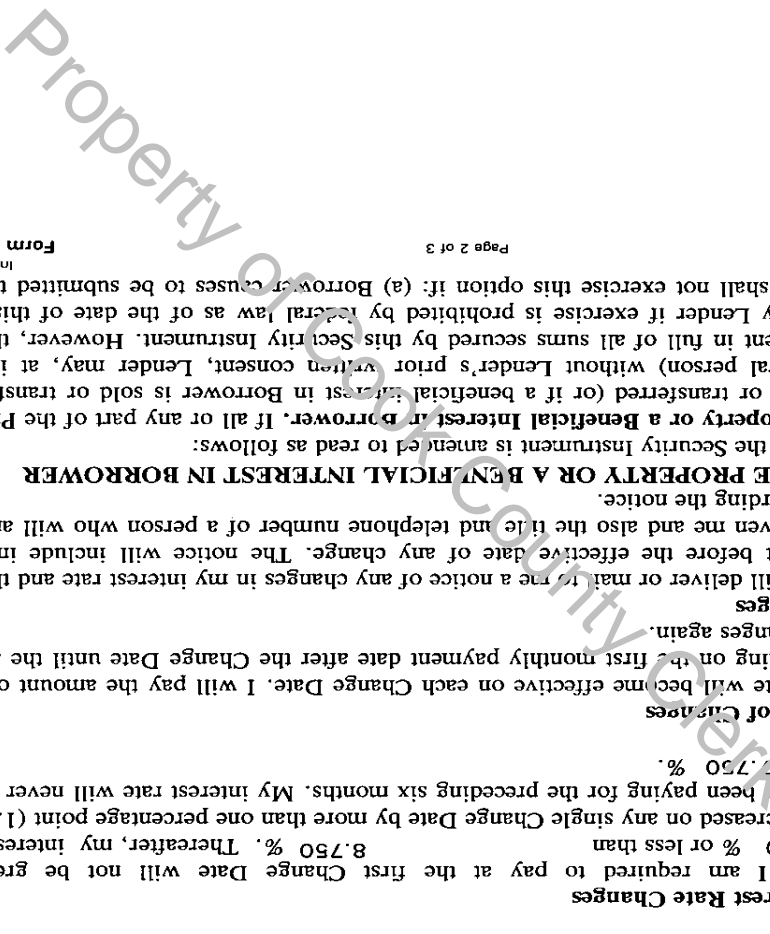 rest Rate Changes
I am required to pay at the first Change Date will not be gre
% or less than 8.750 %. Thereafter, my interes
creased on any single Change Date by more than one percentage point (1.
been paying for the preceding six months. My interest rate will never
7.750 %.
of Changes
te will become effective on each Change Date. I will pay the amount o
ing on the first monthly payment date after the Change Date until the
nges again.
ges
ill deliver or mail to me a notice of any changes in my interest rate and th
t before the effective date of any change. The notice will include in
ven me and also the title and telephone number of a person who will a
rding the notice.
E PROPERTY OR A BENEFICIAL INTEREST IN BORROWER
the Security Instrument is amended to read as follows:
operty or a Beneficial Interest in Borrower. If all or any part of the P
or transferred (or if a beneficial interest in Borrower is sold or transf
ral person) without Lender's prior written consent, Lender may, at i
ent in full of all sums secured by this Security Instrument. However, th
y Lender if exercise is prohibited by federal law as of the date of this
shall not exercise this option if: (a) Borrower causes to be submitted t
In
Page 2 of 3 Form
Property of Cook County Clerk